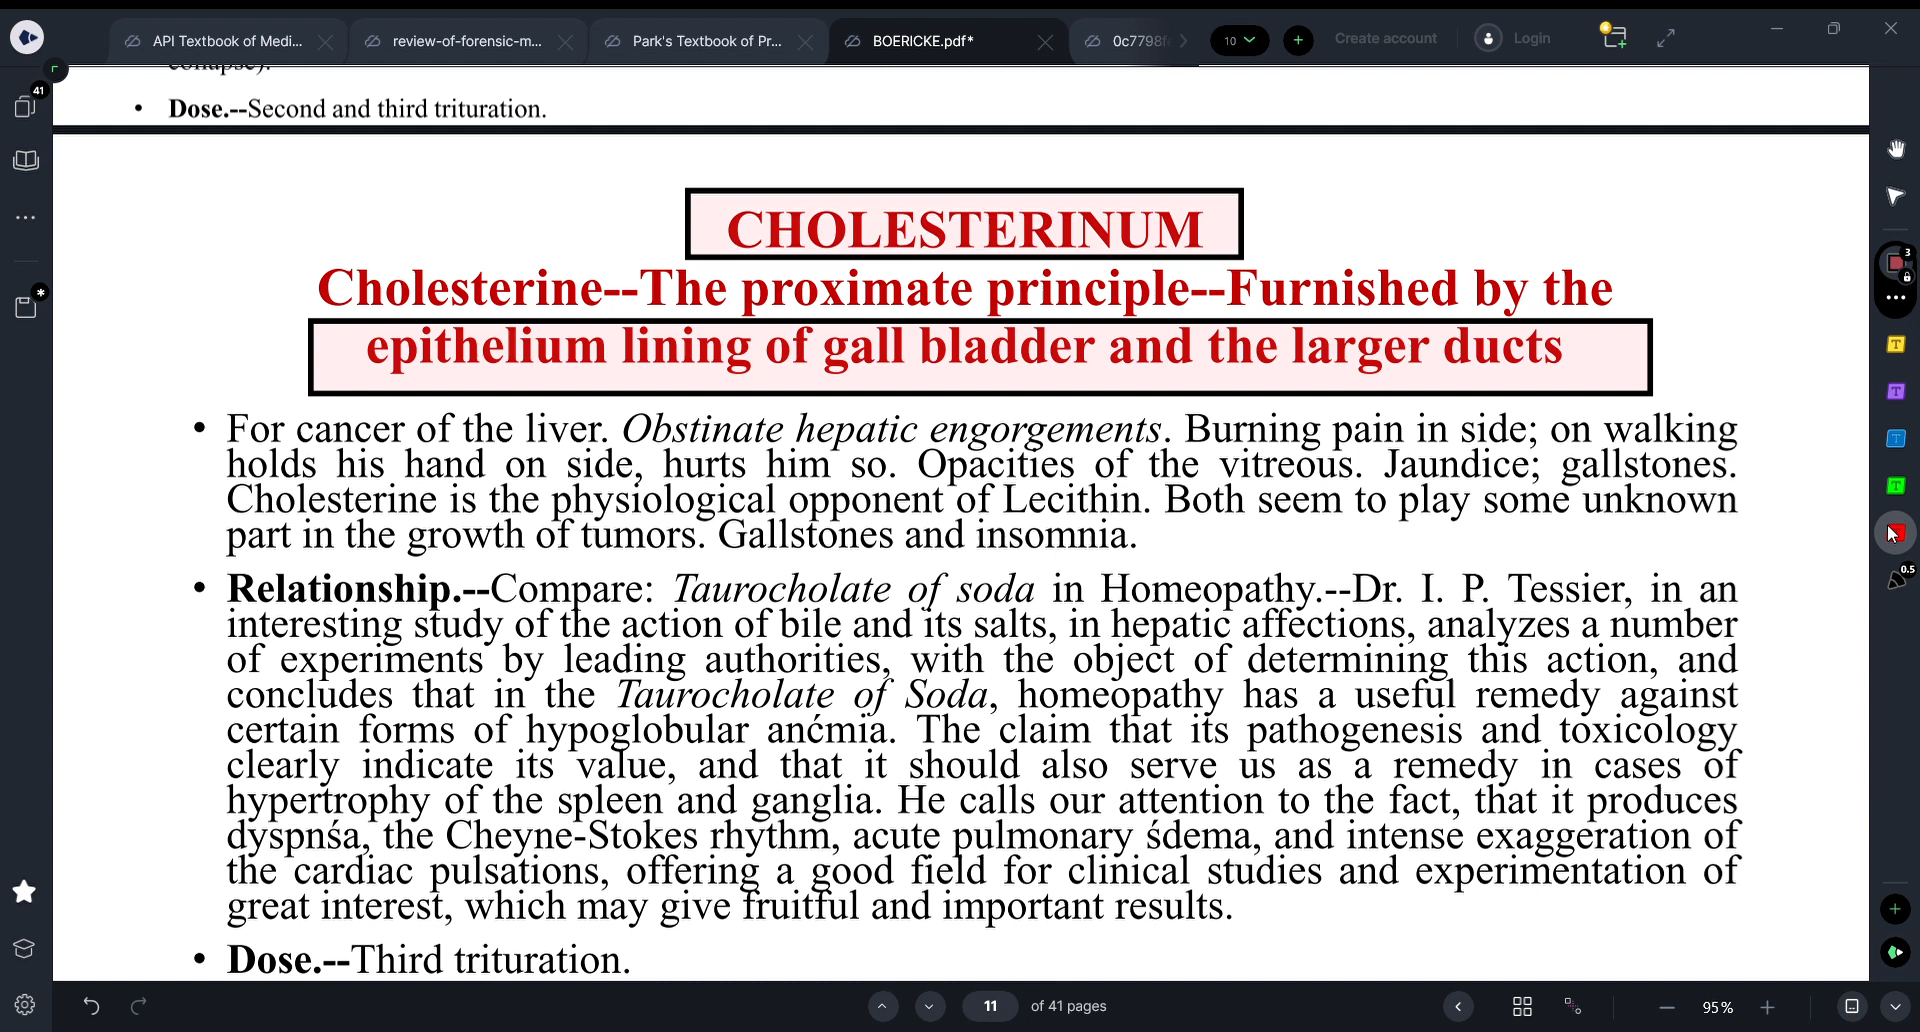 API Textbook of Medi...
review-of-forensic-m...
Park's Textbook of Pr...
BOERICKE.pdf*
10
Create account
Login
41
3
*
• Dose.--Second and third trituration.
CHOLESTERINUM
Cholesterine--The proximate principle--Furnished by the
epithelium lining of gall bladder and the larger ducts
• For cancer of the liver. Obstinate hepatic engorgements. Burning pain in side; on walking
holds his hand on side, hurts him so. Opacities of the vitreous. Jaundice; gallstones.
Cholesterine is the physiological opponent of Lecithin. Both seem to play some unknown
part in the growth of tumors. Gallstones and insomnia.
• Relationship.--Compare: Taurocholate of soda in Homeopathy.--Dr. I. P. Tessier, in an
interesting study of the action of bile and its salts, in hepatic affections, analyzes a number
of experiments by leading authorities, with the object of determining this action, and
concludes that in the Taurocholate of Soda, homeopathy has a useful remedy against
certain forms of hypoglobular anćmia. The claim that its pathogenesis and toxicology
clearly indicate its value, and that it should also serve us as a remedy in cases of
hypertrophy of the spleen and ganglia. He calls our attention to the fact, that it produces
dyspnśa, the Cheyne-Stokes rhythm, acute pulmonary śdema, and intense exaggeration of
the cardiac pulsations, offering a good field for clinical studies and experimentation of
great interest, which may give fruitful and important results.
• Dose.--Third trituration.
0.5
11 of 41 pages
95%